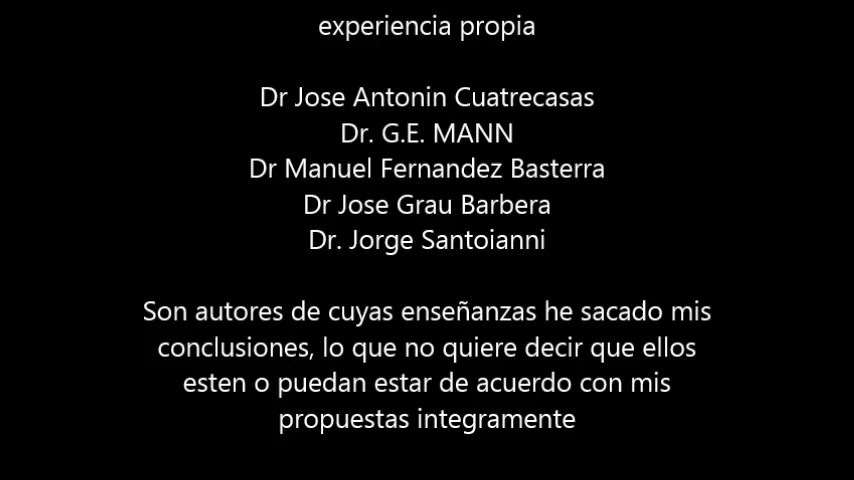 experiencia propia
Dr Jose Antonin Cuatrecasas
Dr. G.E. MANN
Dr Manuel Fernandez Basterra
Dr Jose Grau Barbera
Dr. Jorge Santoianni
Son autores de cuyas enseñanzas he sacado mis
conclusiones, lo que no quiere decir que ellos
esten o puedan estar de acuerdo con mis
propuestas integramente